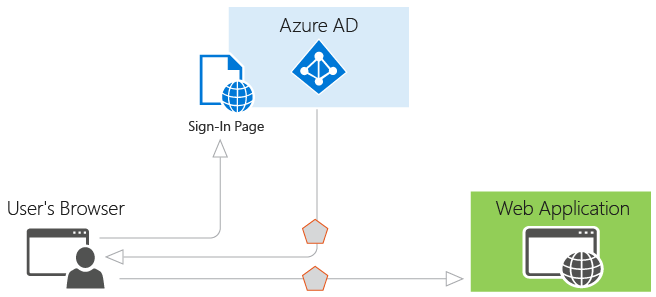 Azure AD
Sign-In Page
User's Browser
Web Application